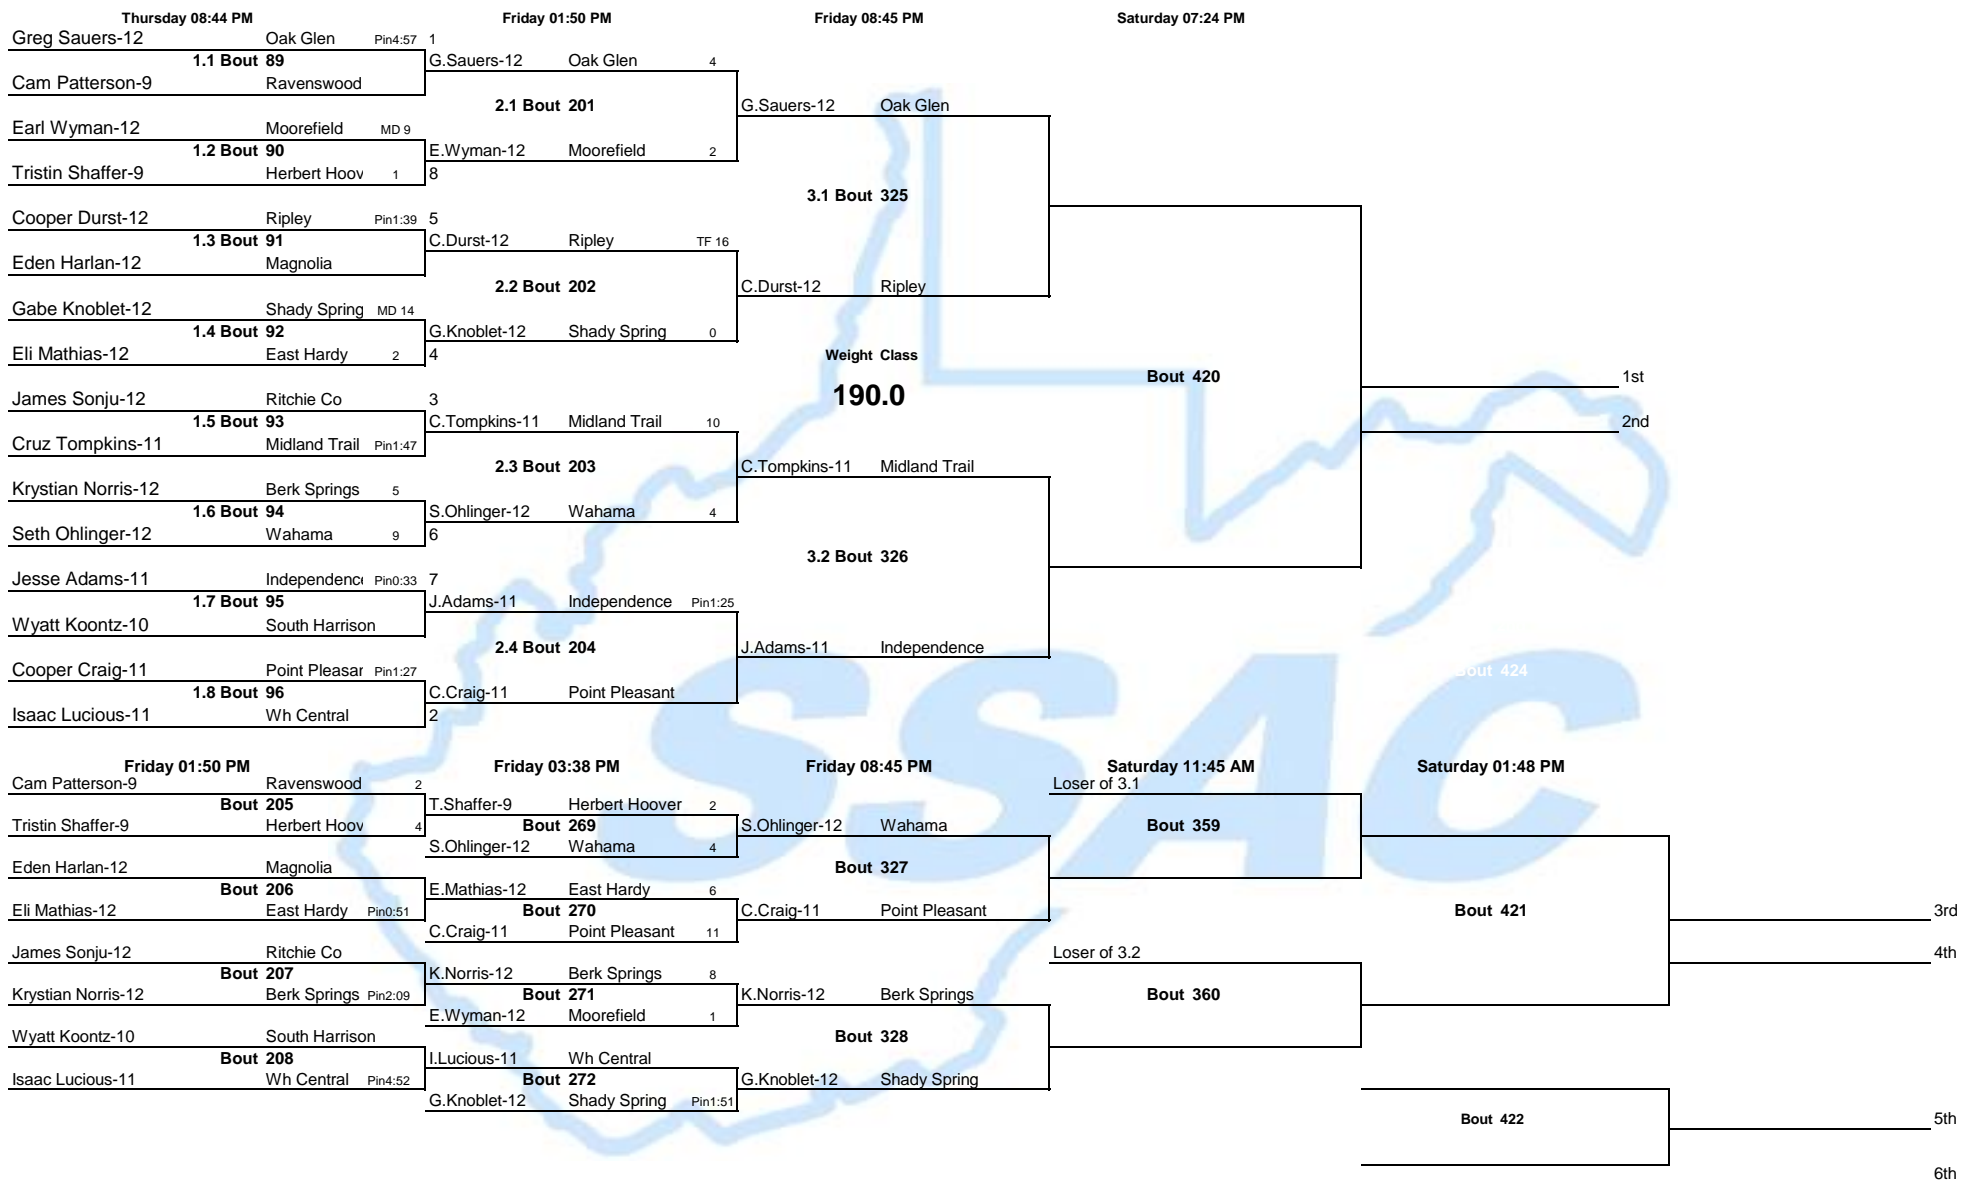 Thursday 08:44 PM Friday 01:50 PM Friday 08:45 PM Saturday 07:24 PM
Greg Sauers-12 Oak Glen Pin4:57 1
1.1 Bout 89 G.Sauers-12 Oak Glen 4
Cam Patterson-9 Ravenswood
2.1 Bout 201 G.Sauers-12 Oak Glen
Earl Wyman-12 Moorefield MD 9
1.2 Bout 90 E.Wyman-12 Moorefield 2
Tristin Shaffer-9 Herbert Hoov 1 8
3.1 Bout 325
Cooper Durst-12 Ripley Pin1:39 5
1.3 Bout 91 C.Durst-12 Ripley TF 16
Eden Harlan-12 Magnolia
2.2 Bout 202 C.Durst-12 Ripley
Gabe Knoblet-12 Shady Spring MD 14
1.4 Bout 92 G.Knoblet-12 Shady Spring 0
Eli Mathias-12 East Hardy 2 4
Weight Class
Bout 420 1st
190.0
James Sonju-12 Ritchie Co 3
1.5 Bout 93 C.Tompkins-11 Midland Trail 10 2nd
Cruz Tompkins-11 Midland Trail Pin1:47
2.3 Bout 203 C.Tompkins-11 Midland Trail
Krystian Norris-12 Berk Springs 5
1.6 Bout 94 S.Ohlinger-12 Wahama 4
Seth Ohlinger-12 Wahama 9 6
3.2 Bout 326
Jesse Adams-11 Independenc Pin0:33 7
1.7 Bout 95 J.Adams-11 Independence Pin1:25
Wyatt Koontz-10 South Harrison
2.4 Bout 204 J.Adams-11 Independence
Cooper Craig-11 Point Pleasar Pin1:27 Bout 424
1.8 Bout 96 C.Craig-11 Point Pleasant
Isaac Lucious-11 Wh Central 2
SSAC
Friday 01:50 PM Friday 03:38 PM Friday 08:45 PM Saturday 11:45 AM Saturday 01:48 PM
Cam Patterson-9 Ravenswood 2 Loser of 3.1
Bout 205 T.Shaffer-9 Herbert Hoover 2
Tristin Shaffer-9 Herbert Hoov 4 Bout 269 S.Ohlinger-12 Wahama Bout 359
S.Ohlinger-12 Wahama 4
Eden Harlan-12 Magnolia Bout 327
Bout 206 E.Mathias-12 East Hardy 6
Eli Mathias-12 East Hardy Pin0:51 Bout 270 C.Craig-11 Point Pleasant Bout 421 3rd
C.Craig-11 Point Pleasant 11
James Sonju-12 Ritchie Co Loser of 3.2 4th
Bout 207 K.Norris-12 Berk Springs 8
Krystian Norris-12 Berk Springs Pin2:09 Bout 271 K.Norris-12 Berk Springs Bout 360
E.Wyman-12 Moorefield 1
Wyatt Koontz-10 South Harrison Bout 328
Bout 208 I.Lucious-11 Wh Central
Isaac Lucious-11 Wh Central Pin4:52 Bout 272 G.Knoblet-12 Shady Spring
G.Knoblet-12 Shady Spring Pin1:51
Bout 422 5th
6th